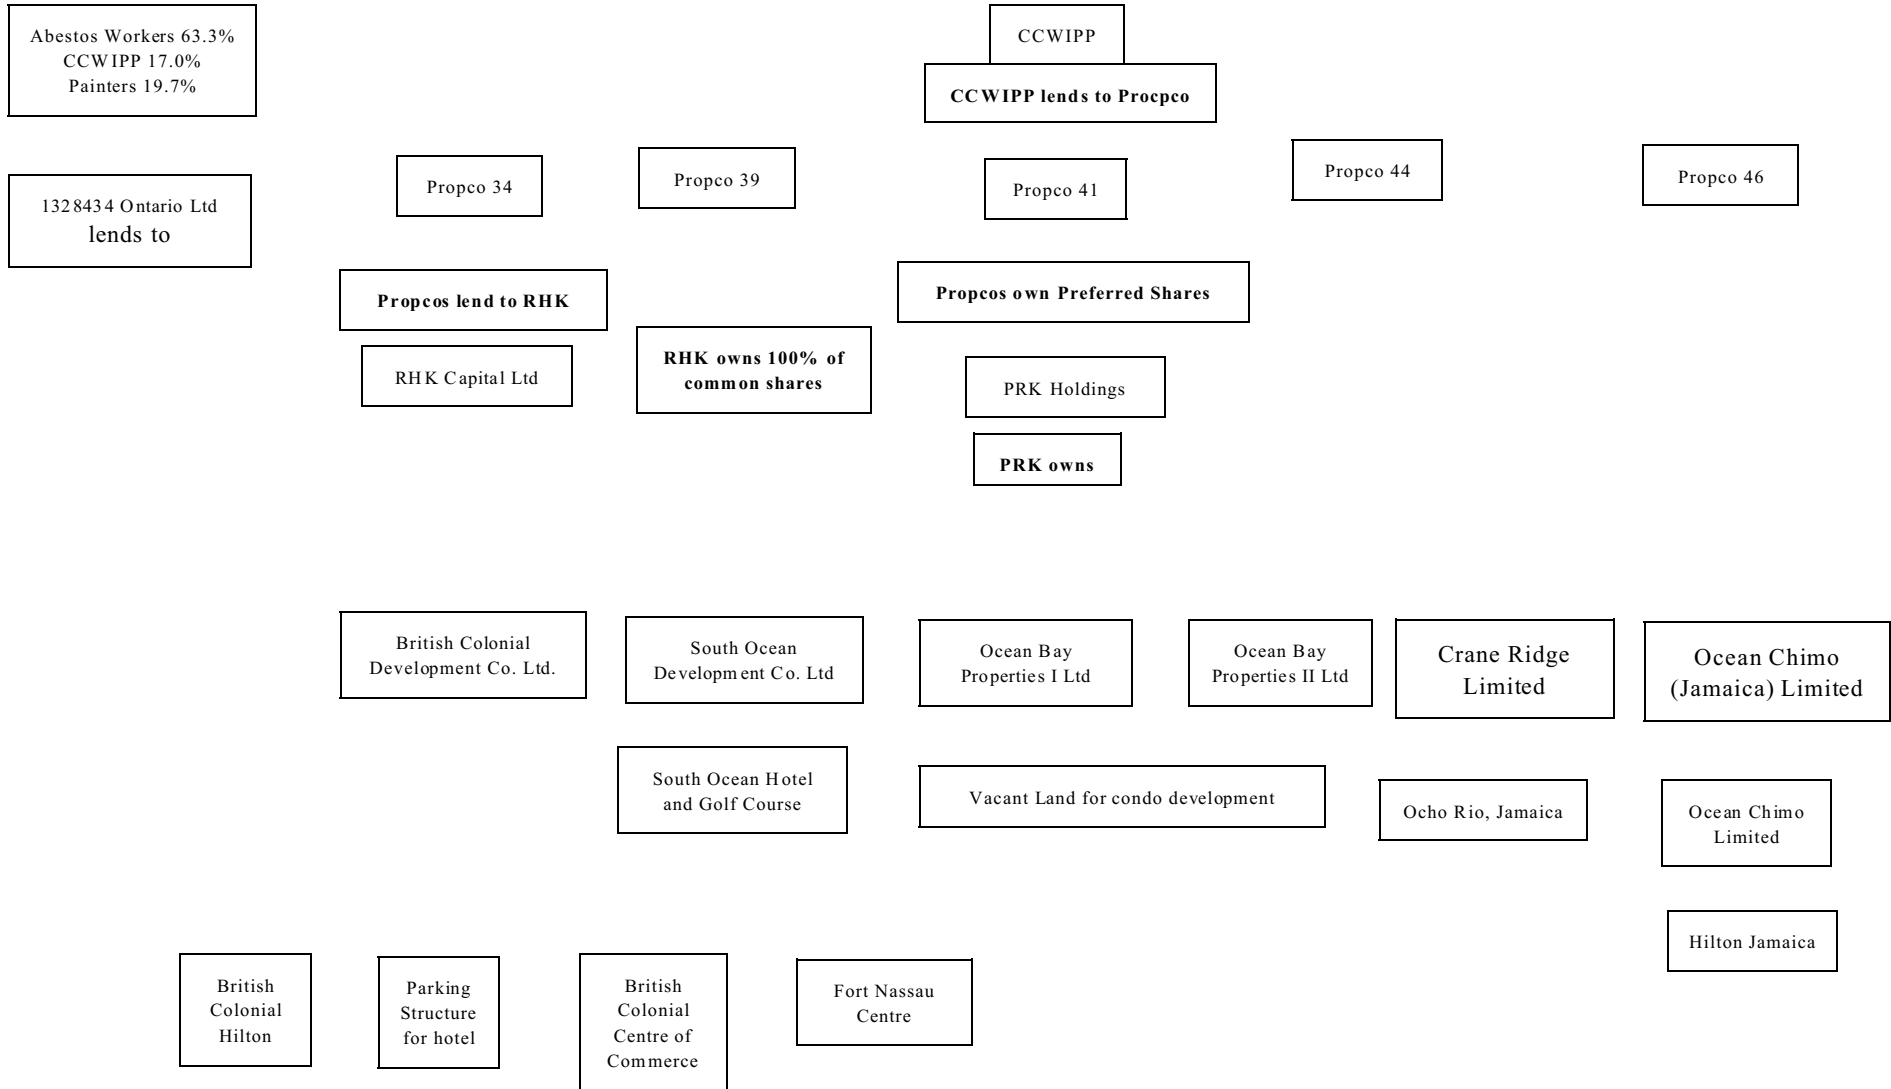 Abestos Workers 63.3%
CCWIPP 17.0%
Painters 19.7%
CCWIPP
CCWIPP lends to Procpco
1328434 Ontario Ltd
lends to
Propco 34
Propco 39
Propco 41
Propco 44
Propco 46
Propcos lend to RHK
Propcos own Preferred Shares
RHK Capital Ltd
RHK owns 100% of
common shares
PRK Holdings
PRK owns
British Colonial
Development Co. Ltd.
South Ocean
Development Co. Ltd
Ocean Bay
Properties I Ltd
Ocean Bay
Properties II Ltd
Crane Ridge
Limited
Ocean Chimo
(Jamaica) Limited
South Ocean Hotel
and Golf Course
Vacant Land for condo development
Ocho Rio, Jamaica
Ocean Chimo
Limited
Hilton Jamaica
British
Colonial
Hilton
Parking
Structure
for hotel
British
Colonial
Centre of
Commerce
Fort Nassau
Centre